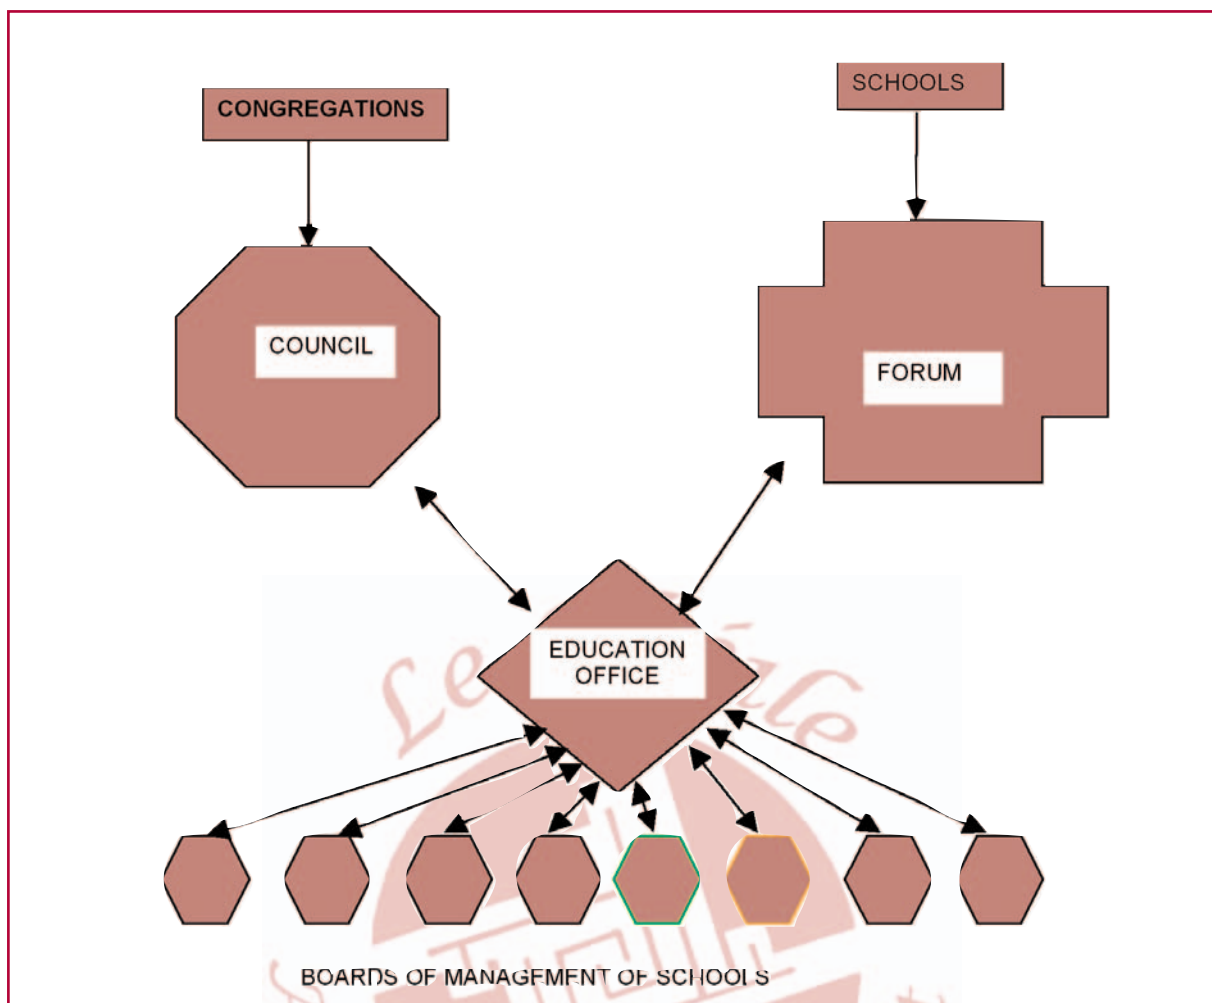 CONGREGATIONS
SCHOOLS
COUNCIL
FORUM
EDUCATION
OFFICE
BOARDS OF MANAGEMENT OF SCHOOLS